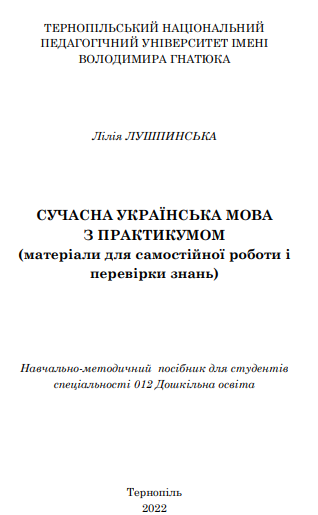 ТЕРНОПІЛЬСЬКИЙ НАЦІОНАЛЬНИЙ
ПЕДАГОГІЧНИЙ УНІВЕРСИТЕТ ІМЕНІ
ВОЛОДИМИРА ГНАТЮКА
Лілія ЛУШПИНСЬКА
СУЧАСНА УКРАЇНСЬКА МОВА
З ПРАКТИКУМОМ
(матеріали для самостійної роботи і
перевірки знань)
Навчально-методичний посібник для студентів
спеціальності 012 Дошкільна освіта
Тернопіль
2022